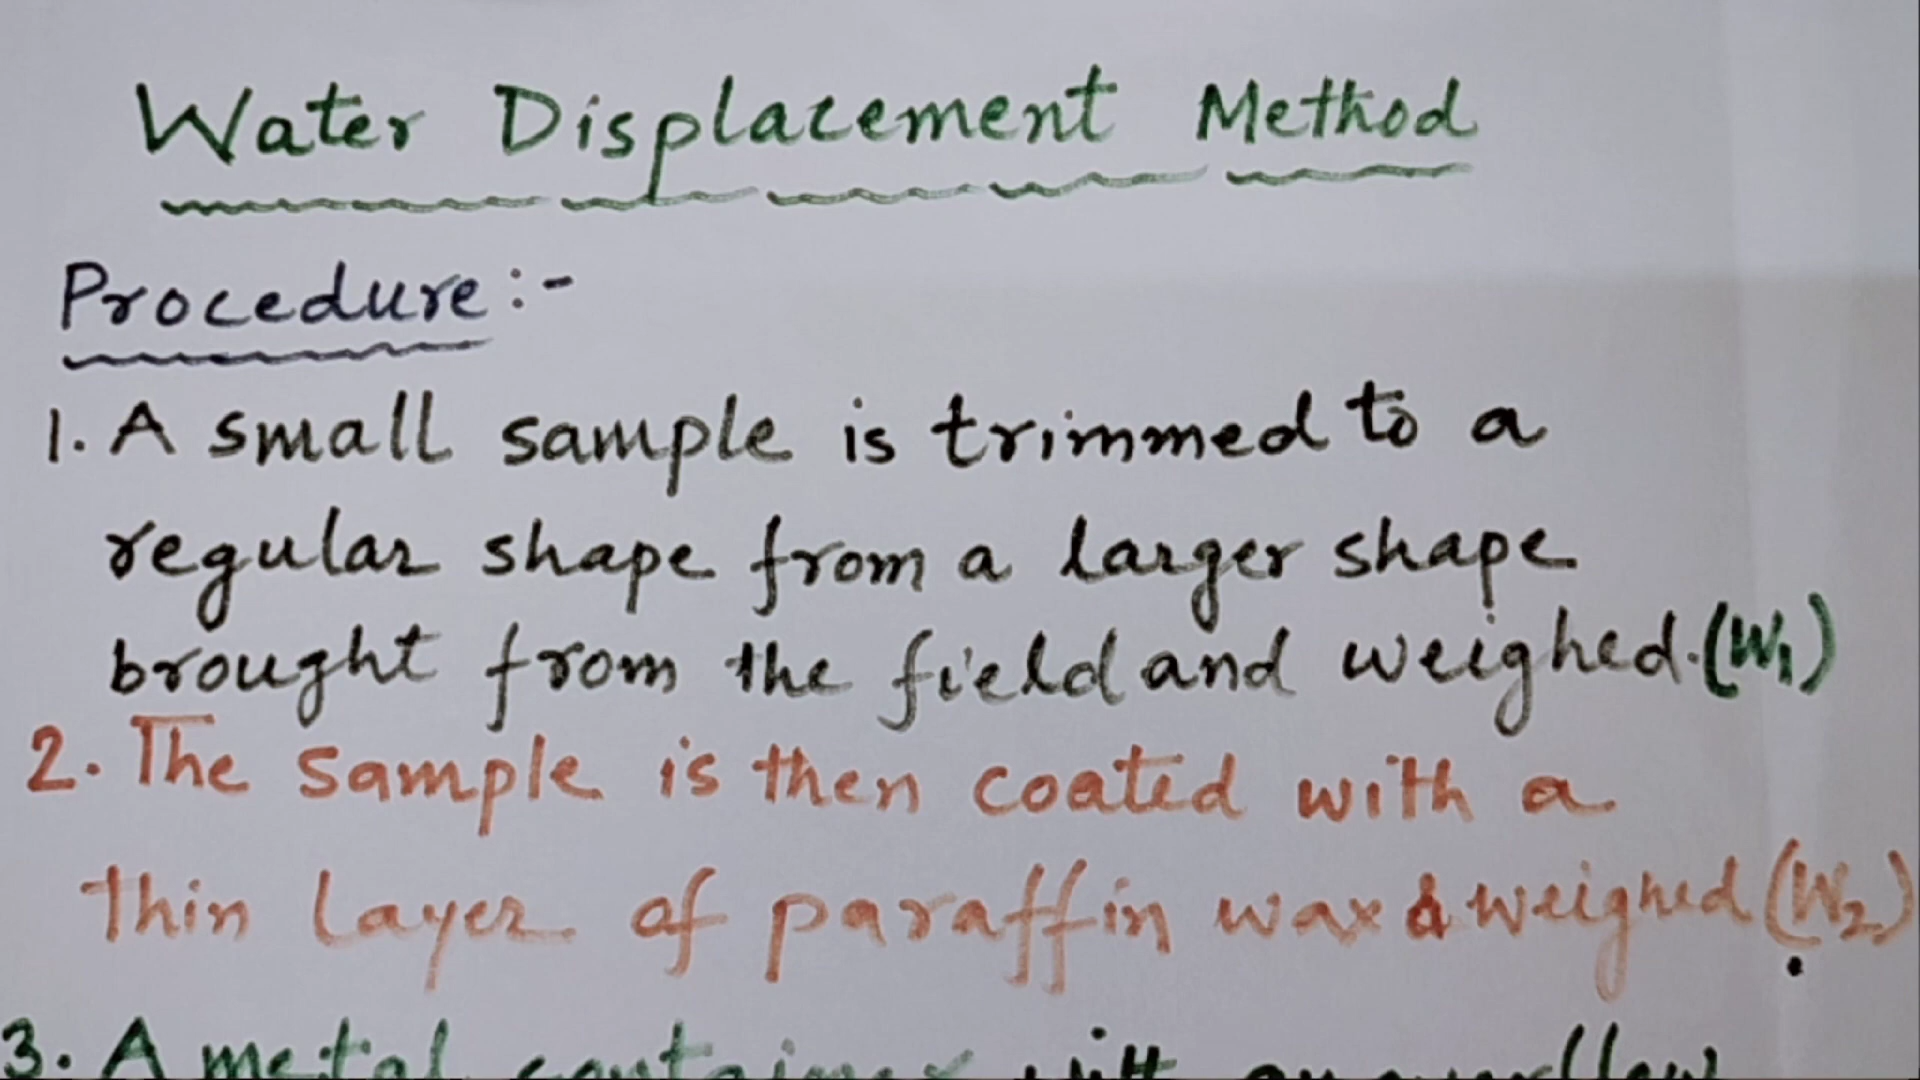 Water Displacement Method
Procedure:-
1. A small sample is trimmed to a
regular shape from a larger shape
brought from the field and weighed. (W1)
2. The sample is then coated with a
thin layer of paraffin wax & weighed (W2)
3. A metal container with an overflow